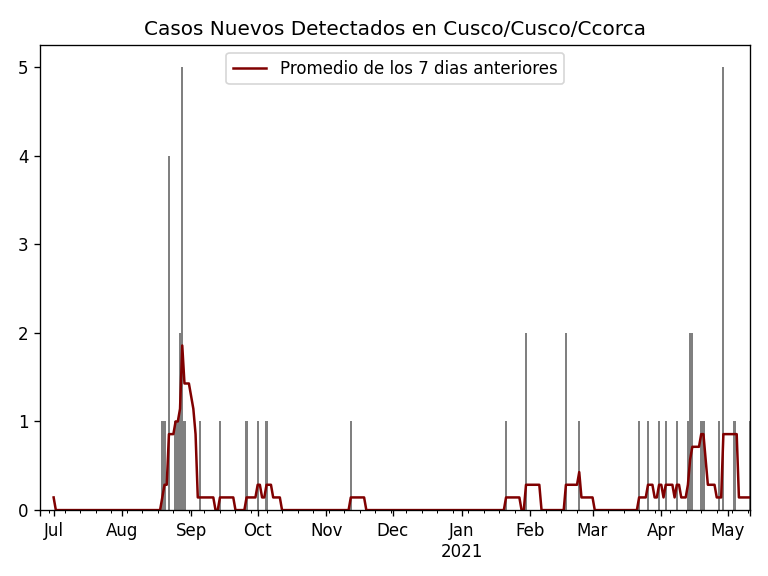 Casos Nuevos Detectados en Cusco/Cusco/Ccorca
Promedio de los 7 dias anteriores
5
4
3
2
1
0
Jul Aug Sep Oct Nov Dec Jan Feb Mar Apr May
2021